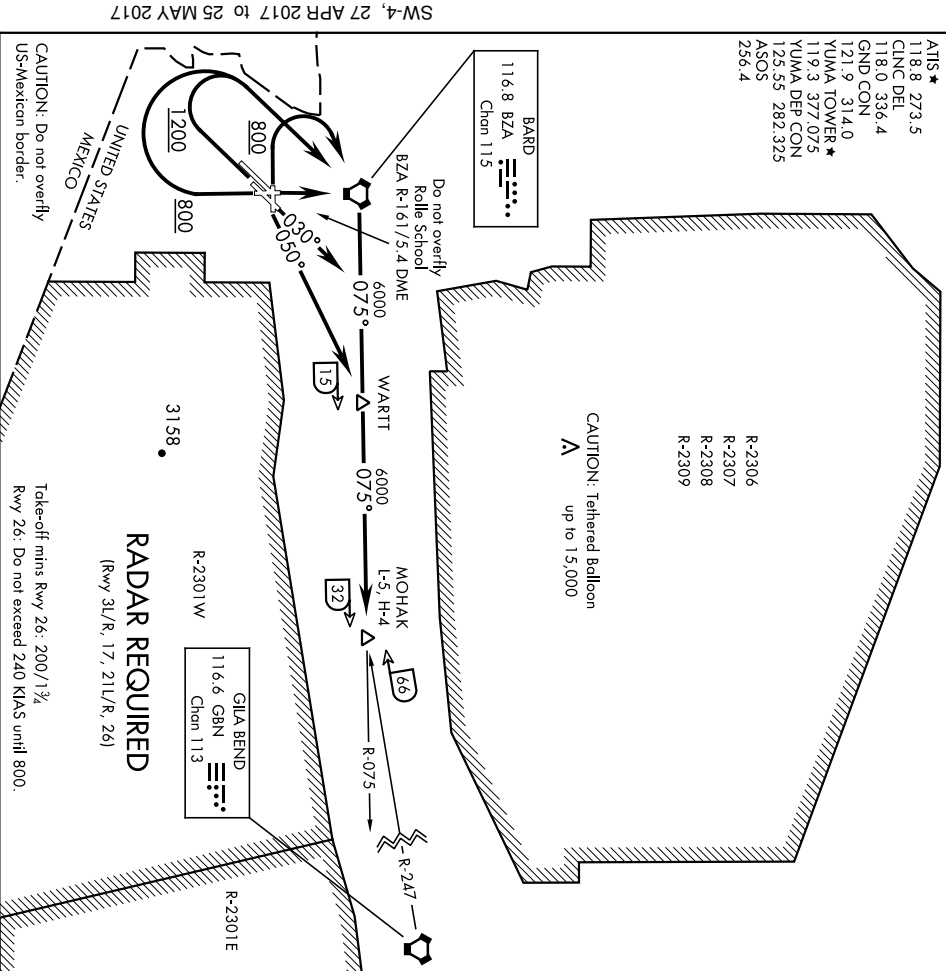 SW-4, 27 APR 2017 to 25 MAY 2017
ATIS ★
118.8 273.5
CLNC DEL
118.0 336.4
GND CON
121.9 314.0
YUMA TOWER ★
119.3 377.075
YUMA DEP CON
125.55 282.325
ASOS
256.4
BARD
116.8 BZA
Chan 115
Do not overfly
Rolle School
BZA R-161/5.4 DME
R-2306
R-2307
R-2308
R-2309
CAUTION: Tethered Balloon
up to 15,000
6000
075°
WARTT
15
6000
075°
MOHAK
L-5, H-4
32
66
R-075
R-247
030°
050°
800
1200
800
UNITED STATES
MEXICO
CAUTION: Do not overfly
US-Mexican border.
3158
R-2301W
RADAR REQUIRED
(Rwy 3L/R, 17, 21L/R, 26)
GILA BEND
116.6 GBN
Chan 113
R-2301E
Take-off mins Rwy 26: 200/1¾
Rwy 26: Do not exceed 240 KIAS until 800.